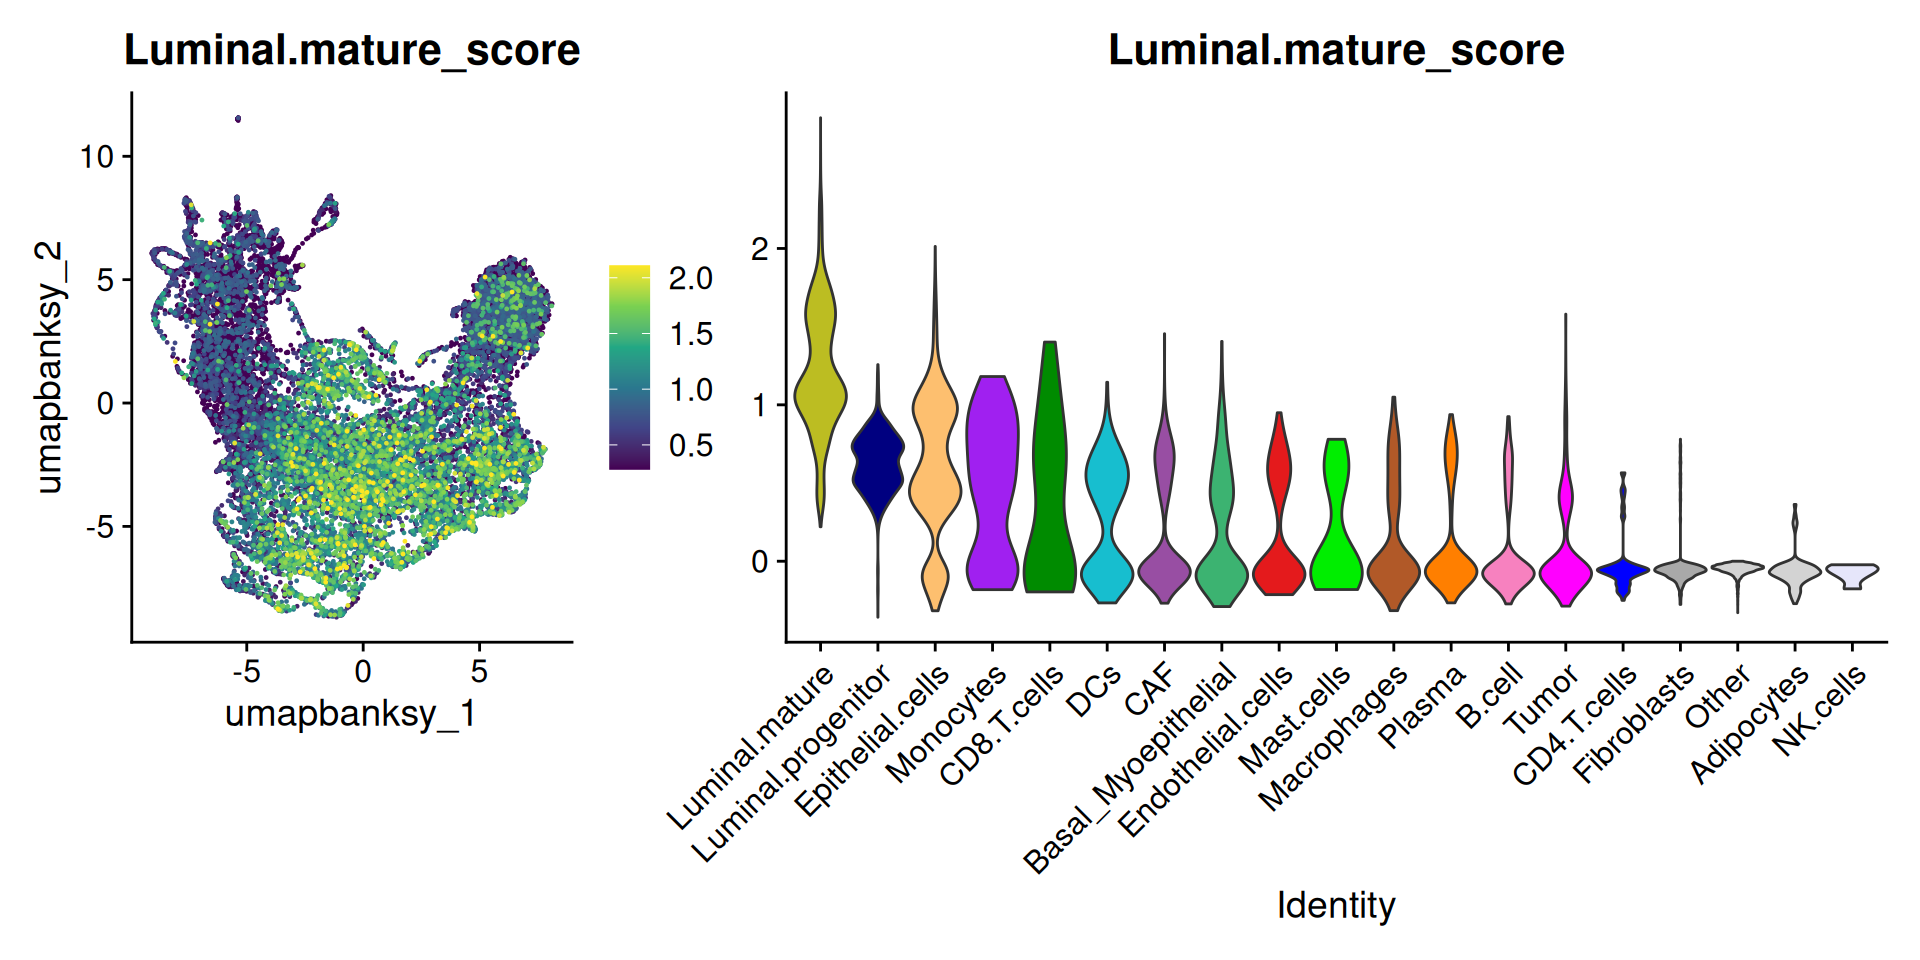 Luminal.mature_score
umapbanksy_2
10
5
0
-5
-5
0
5
umapbanksy_1
2.0
1.5
1.0
0.5
Luminal.mature_score
2
1
0
Luminal.mature
Luminal.progenitor
Epithelial.cells
Monocytes
CD8.T.cells
DCs
CAF
Basal_Myoepithelial
Endothelial.cells
Mast.cells
Macrophages
Plasma
B.cell
Tumor
CD4.T.cells
Fibroblasts
Other
Adipocytes
NK.cells
Identity